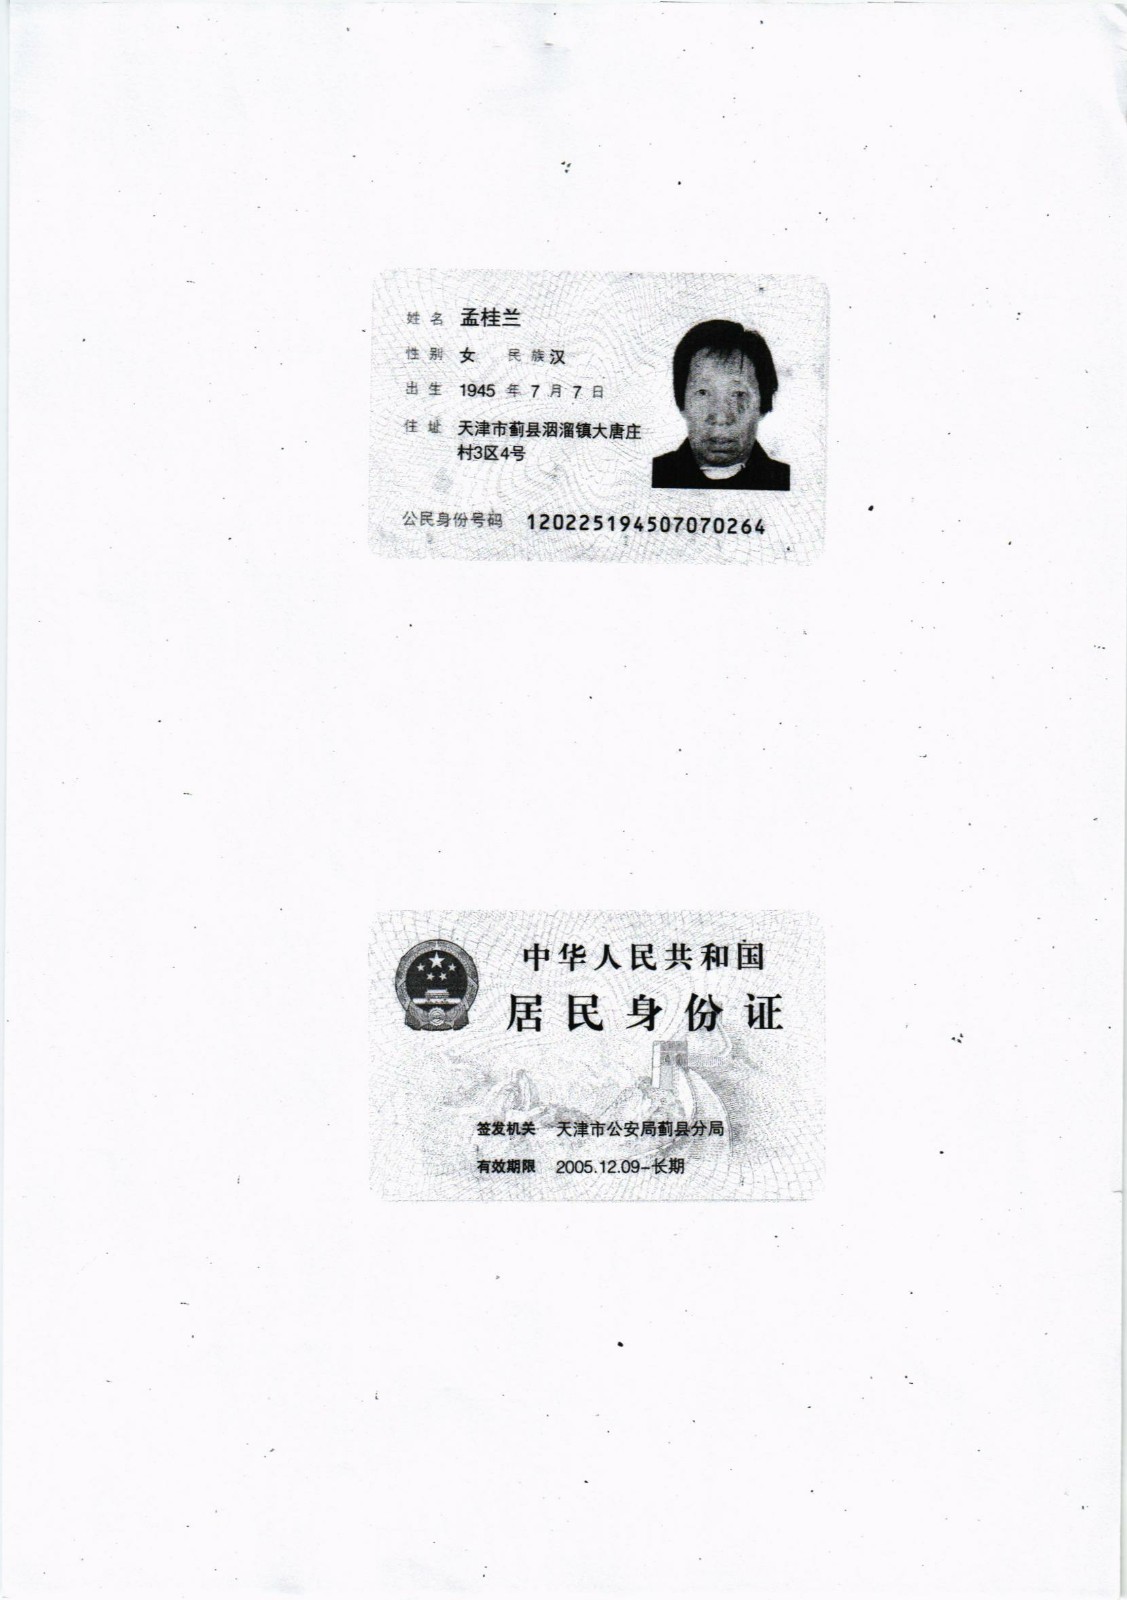 姓名 孟桂兰
性别 女 民族 汉
出生 1945 年 7 月 7 日
住址 天津市蓟县洇溜镇大唐庄
村3区4号
公民身份号码 120225194507070264
中华人民共和国
居民身份证
签发机关 天津市公安局蓟县分局
有效期限 2005.12.09-长期